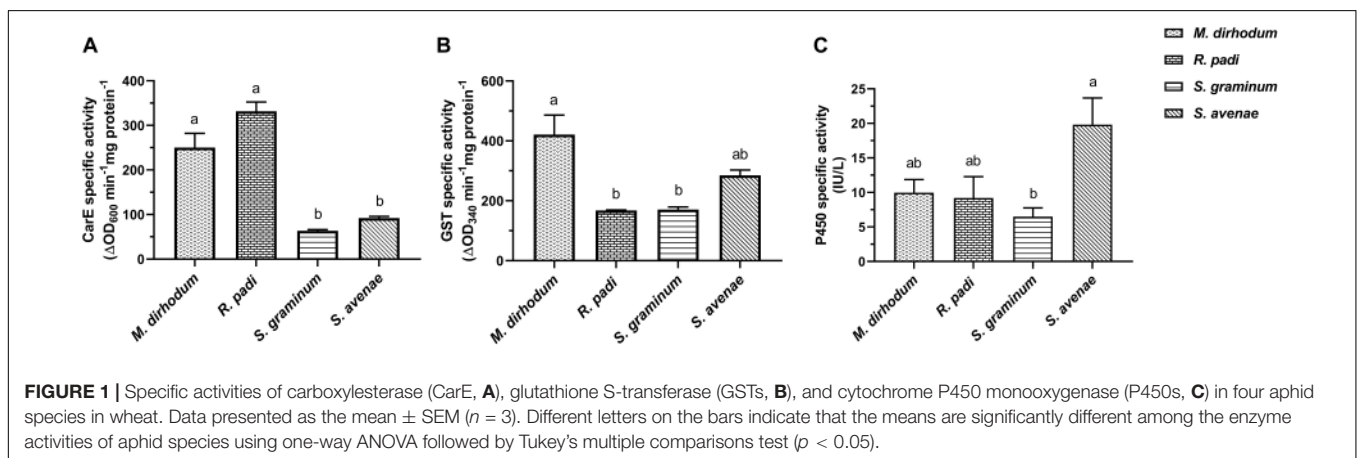 A
B
C
M. dirhodum
R. padi
S. graminum
S. avenae
CarE specific activity
(ΔOD600 min-1mg protein-1
400
300
200
100
0
a
a
b
b
M. dirhodum
R. padi
S. graminum
S. avenae
GST specific activity
(ΔOD340 min-1mg protein-1
600
400
200
0
a
b
b
ab
M. dirhodum
R. padi
S. graminum
S. avenae
P450 specific activity
(IU/L)
25
20
15
10
5
0
ab
ab
b
a
M. dirhodum
R. padi
S. graminum
S. avenae
FIGURE 1 | Specific activities of carboxylesterase (CarE, A), glutathione S-transferase (GSTs, B), and cytochrome P450 monooxygenase (P450s, C) in four aphid
species in wheat. Data presented as the mean ± SEM (n = 3). Different letters on the bars indicate that the means are significantly different among the enzyme
activities of aphid species using one-way ANOVA followed by Tukey's multiple comparisons test (p < 0.05).